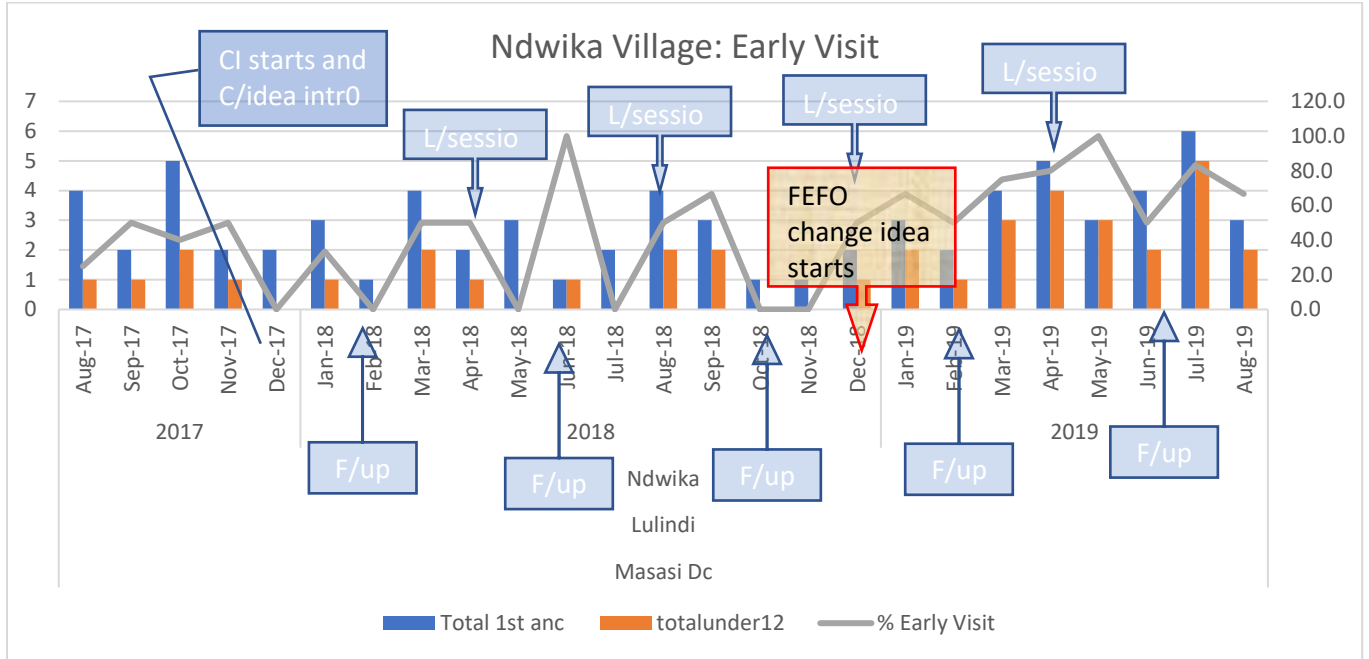 Ndwika Village: Early Visit
CI starts and
C/idea intr0
L/sessio
L/sessio
L/sessio
L/sessio
FEFO
change idea
starts
7
6
5
4
3
2
1
0
120.0
100.0
80.0
60.0
40.0
20.0
0.0
Aug-17
Sep-17
Oct-17
Nov-17
Dec-17
Jan-18
Feb-18
Mar-18
Apr-18
May-18
Jun-18
Jul-18
Aug-18
Sep-18
Oct-18
Nov-18
Dec-18
Jan-19
Feb-19
Mar-19
Apr-19
May-19
Jun-19
Jul-19
Aug-19
2017
2018
2019
F/up
F/up
F/up
F/up
F/up
Ndwika
Lulindi
Masasi Dc
Total 1st anc
totalunder12
% Early Visit